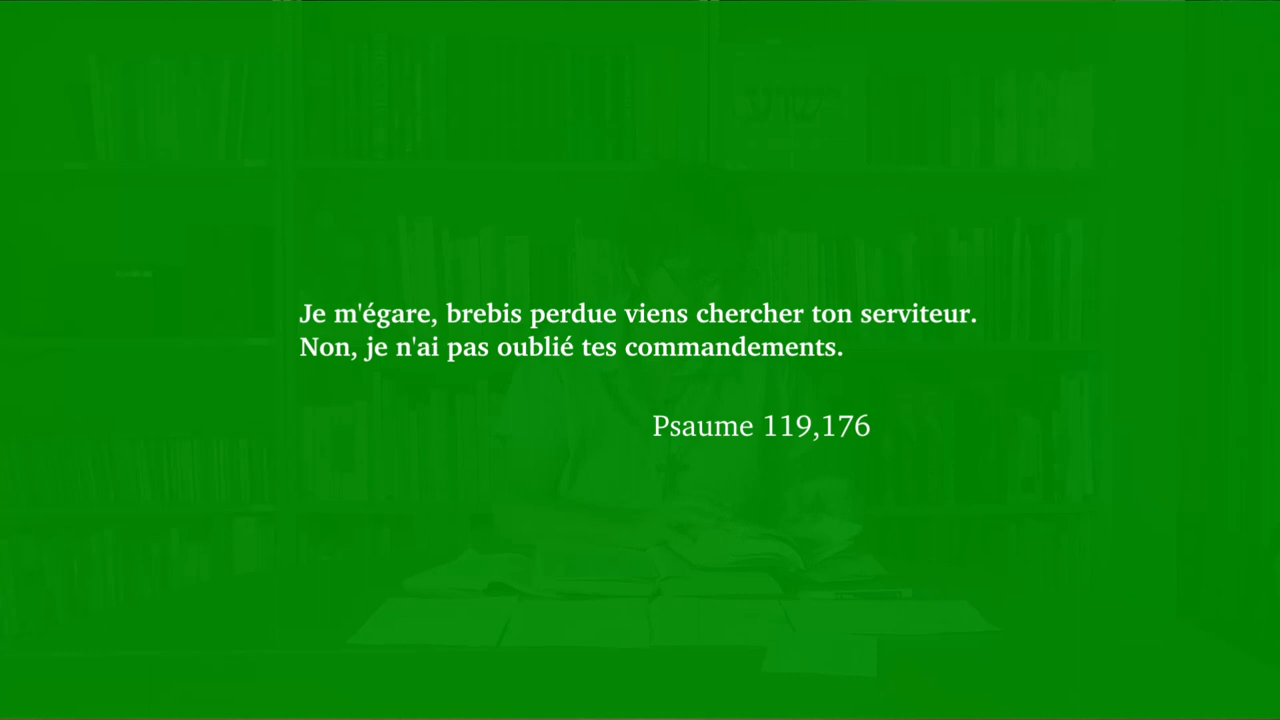 Je m'égare, brebis perdue viens chercher ton serviteur.
Non, je n'ai pas oublié tes commandements.
Psaume 119,176